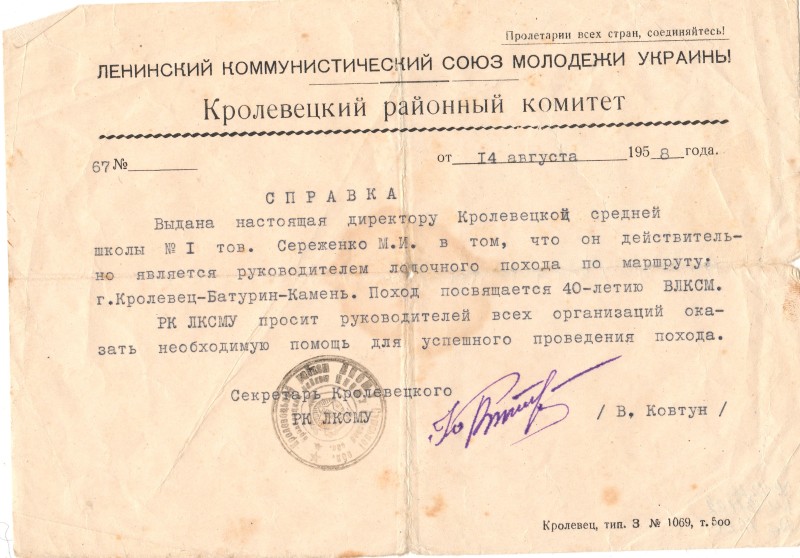 Пролетарии всех стран, соединяйтесь!
ЛЕНИНСКИЙ КОММУНИСТИЧЕСКИЙ СОЮЗ МОЛОДЕЖИ УКРАИНЫ
Кролевецкий районный комитет
67 №
от 14 августа 1958 года.
СПРАВКА
Выдана настоящая директору Кролевецкой средней
школы № I тов. Сереженко М.И. в том, что он действитель-
но является руководителем лодочного похода по маршруту:
г.Кролевец-Батурин-Камень. Поход посвящается 40-летию ВЛКСМ.
РК ЛКСМУ просит руководителей всех организаций ока-
зать необходимую помощь для успешного проведения похода.
Секретарь Кролевецкого
РК ЛКСМУ
/ В. Ковтун /
Кролевец, тип. З № 1069, т. 500